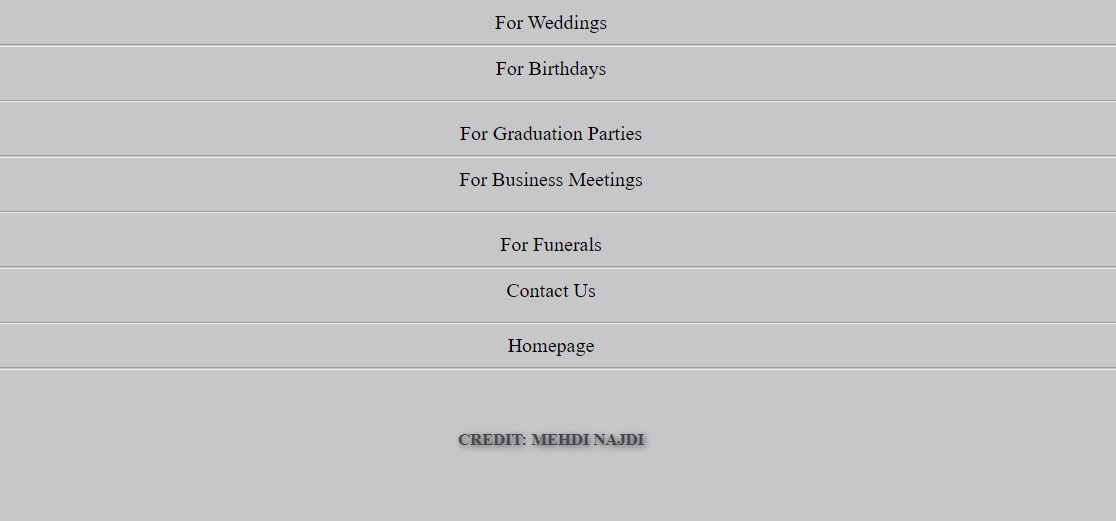 For Weddings
For Birthdays
For Graduation Parties
For Business Meetings
For Funerals
Contact Us
Homepage
CREDIT: MEHDI NAJDI